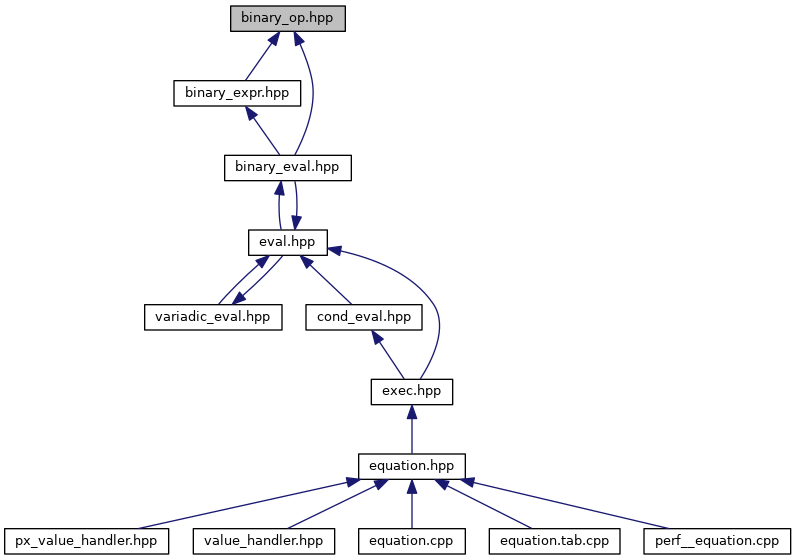 binary_op.hpp
binary_expr.hpp
binary_eval.hpp
eval.hpp
variadic_eval.hpp
cond_eval.hpp
exec.hpp
equation.hpp
px_value_handler.hpp
value_handler.hpp
equation.cpp
equation.tab.cpp
perf__equation.cpp